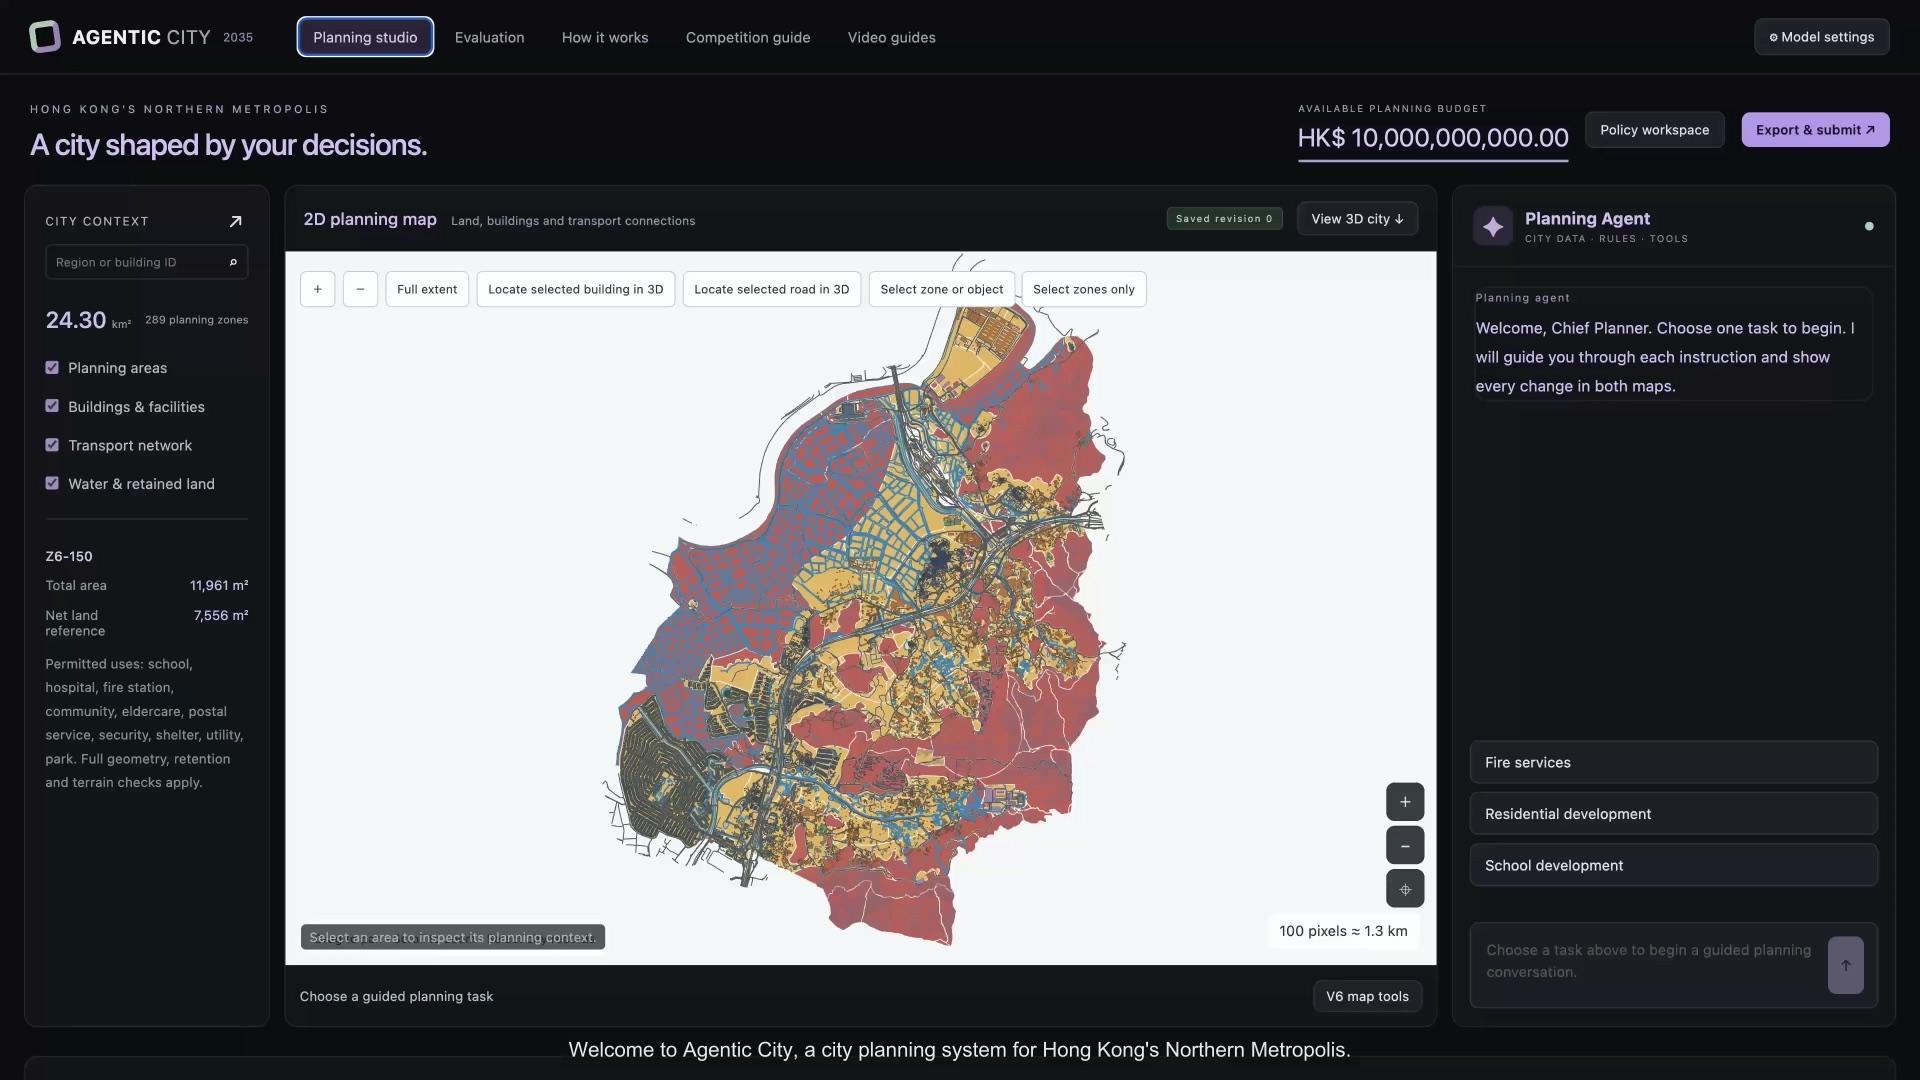 AGENTIC CITY 2035
Planning studio
Evaluation
How it works
Competition guide
Video guides
⚙ Model settings
HONG KONG'S NORTHERN METROPOLIS
A city shaped by your decisions.
AVAILABLE PLANNING BUDGET
HK$ 10,000,000,000.00
Policy workspace
Export & submit ↗
CITY CONTEXT ↗
Region or building ID
24.30 km² 289 planning zones
Planning areas
Buildings & facilities
Transport network
Water & retained land
Z6-150
Total area 11,961 m²
Net land reference 7,556 m²
Permitted uses: school,
hospital, fire station,
community, eldercare, postal
service, security, shelter, utility,
park. Full geometry, retention
and terrain checks apply.
2D planning map Land, buildings and transport connections
Saved revision 0
View 3D city ↓
+
−
Full extent
Locate selected building in 3D
Locate selected road in 3D
Select zone or object
Select zones only
+
−
Select an area to inspect its planning context.
100 pixels ≈ 1.3 km
Choose a guided planning task
V6 map tools
Planning Agent
CITY DATA · RULES · TOOLS
Planning agent
Welcome, Chief Planner. Choose one task to begin. I
will guide you through each instruction and show
every change in both maps.
Fire services
Residential development
School development
Choose a task above to begin a guided planning
conversation.
↑
Welcome to Agentic City, a city planning system for Hong Kong's Northern Metropolis.